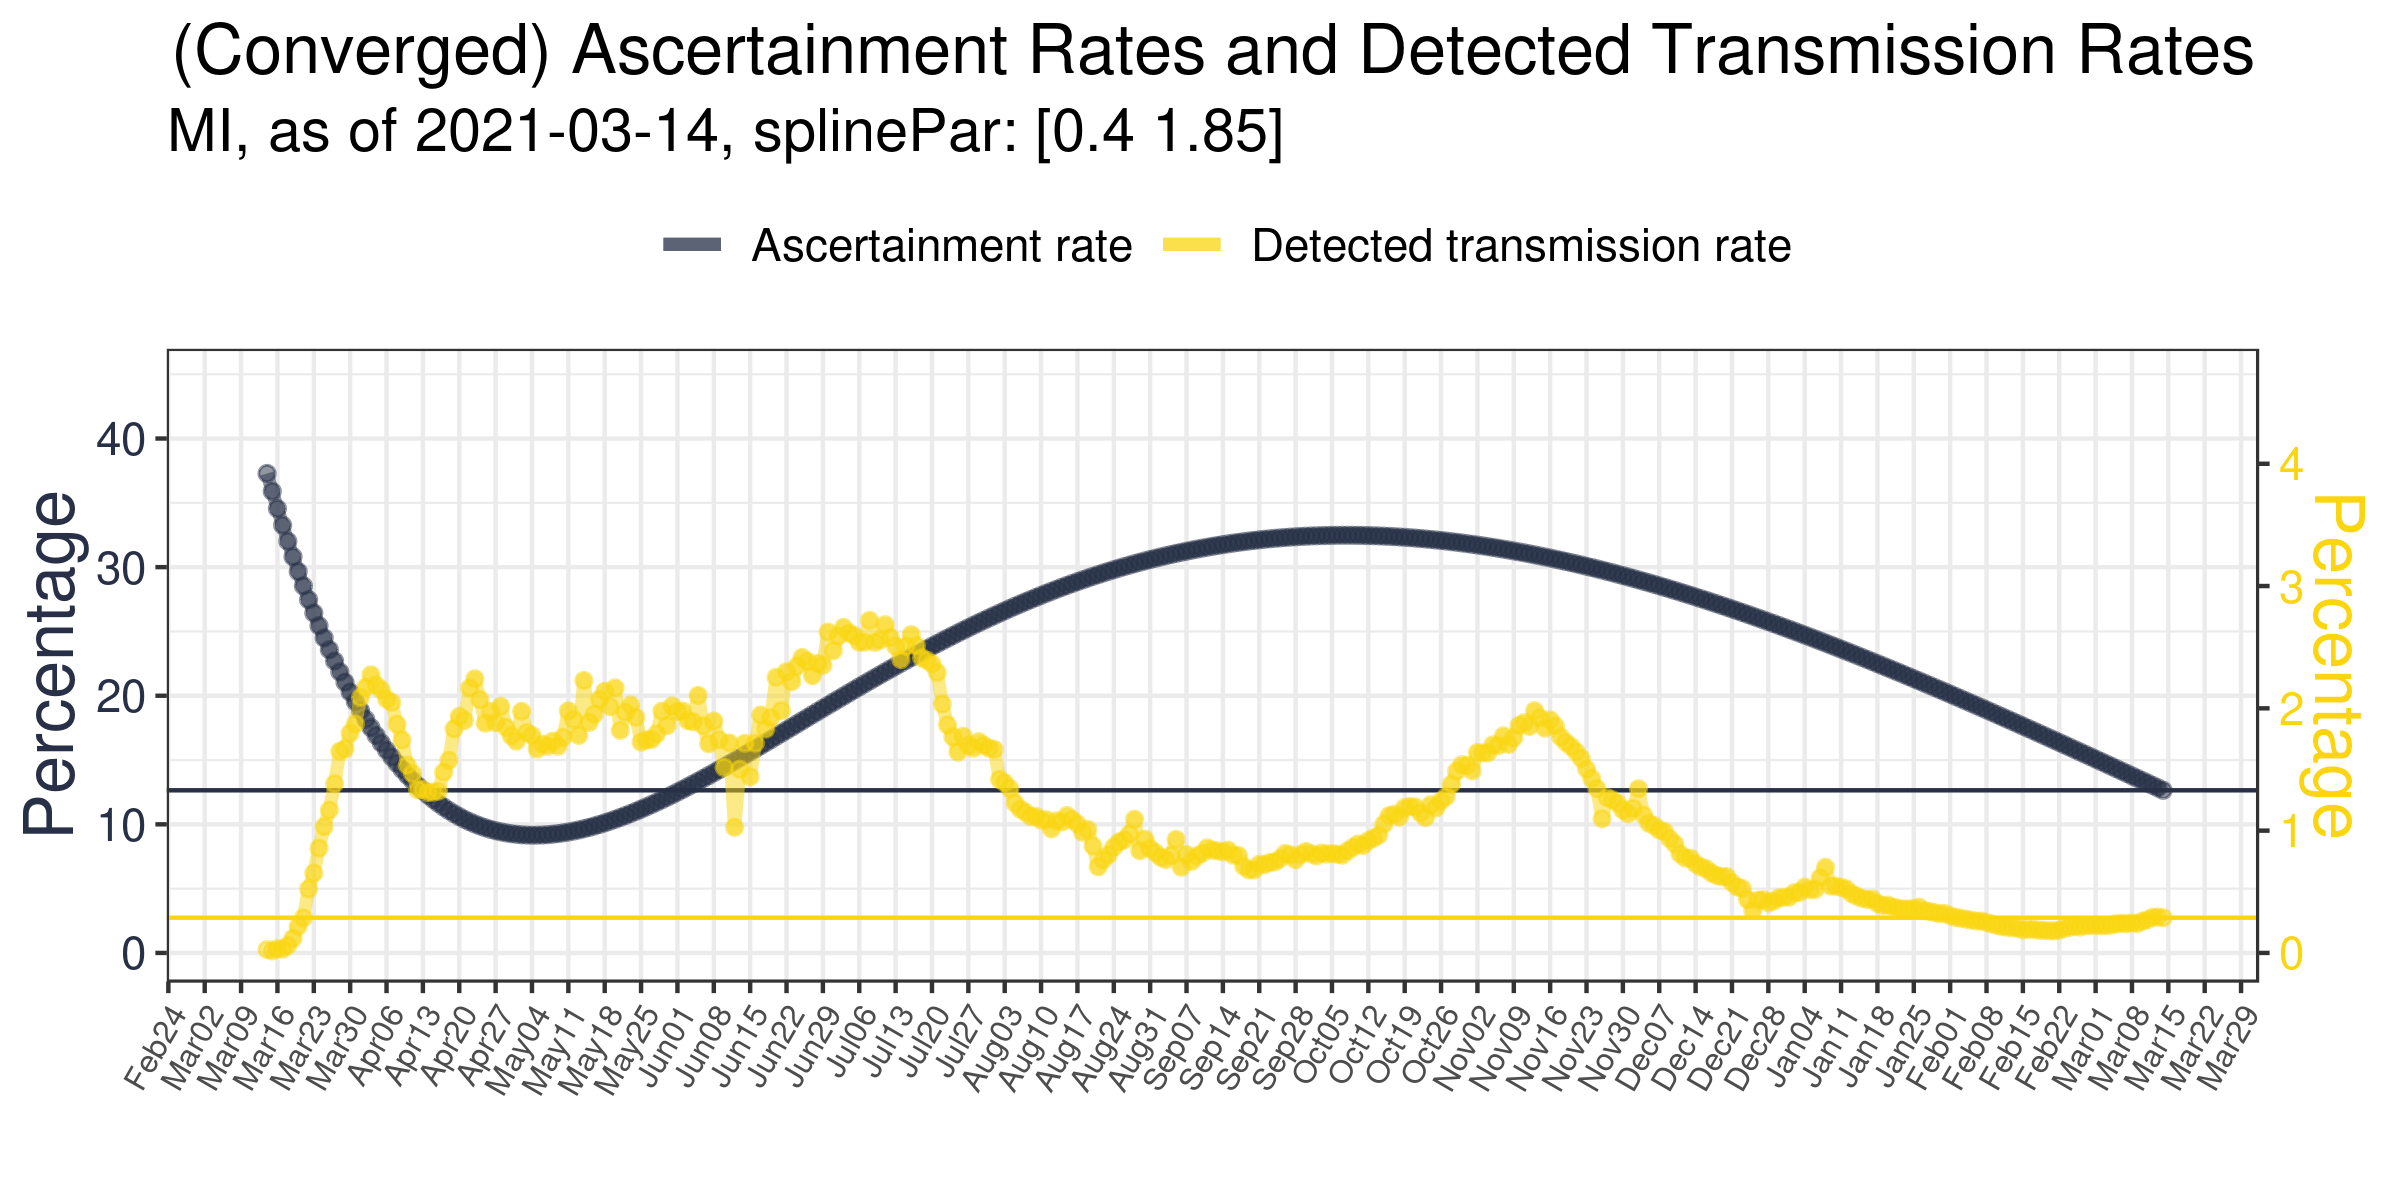 (Converged) Ascertainment Rates and Detected Transmission Rates
MI, as of 2021-03-14, splinePar: [0.4 1.85]
Ascertainment rate Detected transmission rate
Percentage
40
30
20
10
0
4
3
2
1
0
Percentage
Feb24 Mar02 Mar09 Mar16 Mar23 Mar30 Apr06 Apr13 Apr20 Apr27 May04 May11 May18 May25 Jun01 Jun08 Jun15 Jun22 Jun29 Jul06 Jul13 Jul20 Jul27 Aug03 Aug10 Aug17 Aug24 Aug31 Sep07 Sep14 Sep21 Sep28 Oct05 Oct12 Oct19 Oct26 Nov02 Nov09 Nov16 Nov23 Nov30 Dec07 Dec14 Dec21 Dec28 Jan04 Jan11 Jan18 Jan25 Feb01 Feb08 Feb15 Feb22 Mar01 Mar08 Mar15 Mar22 Mar29